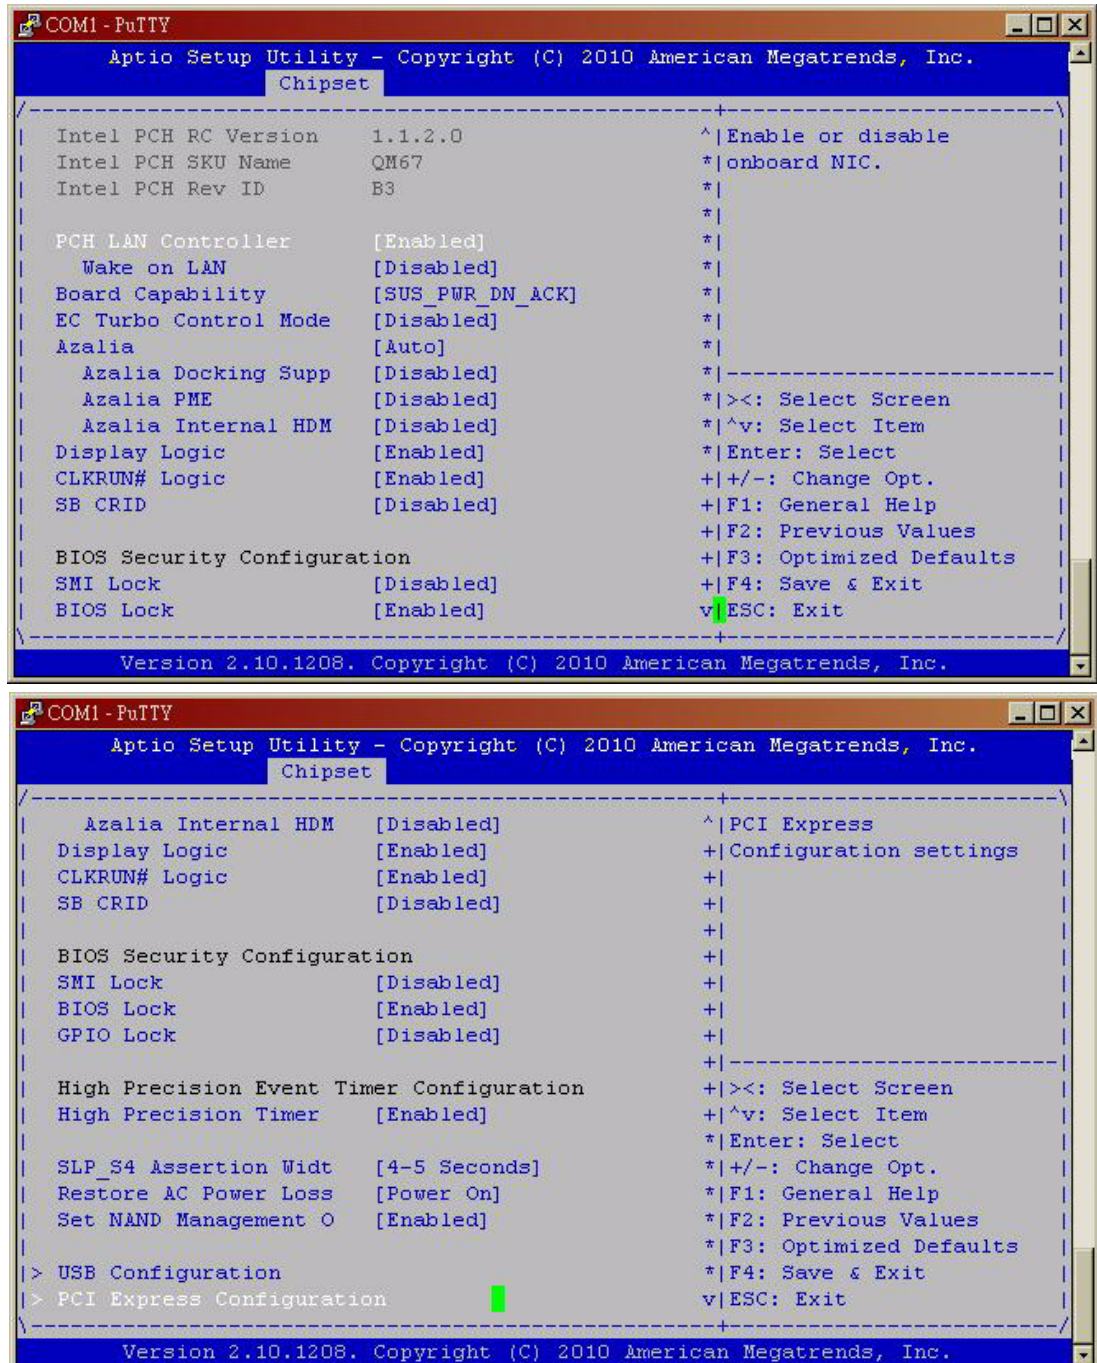 COM1 - PuTTY
Aptio Setup Utility - Copyright (C) 2010 American Megatrends, Inc.
Chipset
/----------------------------------------------------+-------------------------\
| Intel PCH RC Version 1.1.2.0 ^|Enable or disable |
| Intel PCH SKU Name QM67 *|onboard NIC. |
| Intel PCH Rev ID B3 *| |
| *| |
| PCH LAN Controller [Enabled] *| |
| Wake on LAN [Disabled] *| |
| Board Capability [SUS_PWR_DN_ACK] *| |
| EC Turbo Control Mode [Disabled] *| |
| Azalia [Auto] *| |
| Azalia Docking Supp [Disabled] *|-------------------------|
| Azalia PME [Disabled] *|><: Select Screen |
| Azalia Internal HDM [Disabled] *|^v: Select Item |
| Display Logic [Enabled] *|Enter: Select |
| CLKRUN# Logic [Enabled] +|+/-: Change Opt. |
| SB CRID [Disabled] +|F1: General Help |
| +|F2: Previous Values |
| BIOS Security Configuration +|F3: Optimized Defaults |
| SMI Lock [Disabled] +|F4: Save & Exit |
| BIOS Lock [Enabled] v|ESC: Exit |
\----------------------------------------------------+-------------------------/
Version 2.10.1208. Copyright (C) 2010 American Megatrends, Inc.
COM1 - PuTTY
Aptio Setup Utility - Copyright (C) 2010 American Megatrends, Inc.
Chipset
/----------------------------------------------------+-------------------------\
| Azalia Internal HDM [Disabled] ^|PCI Express |
| Display Logic [Enabled] +|Configuration settings |
| CLKRUN# Logic [Enabled] +| |
| SB CRID [Disabled] +| |
| +| |
| BIOS Security Configuration +| |
| SMI Lock [Disabled] +| |
| BIOS Lock [Enabled] +| |
| GPIO Lock [Disabled] +| |
| +|-------------------------|
| High Precision Event Timer Configuration +|><: Select Screen |
| High Precision Timer [Enabled] +|^v: Select Item |
| *|Enter: Select |
| SLP_S4 Assertion Widt [4-5 Seconds] *|+/-: Change Opt. |
| Restore AC Power Loss [Power On] *|F1: General Help |
| Set NAND Management O [Enabled] *|F2: Previous Values |
| *|F3: Optimized Defaults |
|> USB Configuration *|F4: Save & Exit |
|> PCI Express Configuration v|ESC: Exit |
\----------------------------------------------------+-------------------------/
Version 2.10.1208. Copyright (C) 2010 American Megatrends, Inc.